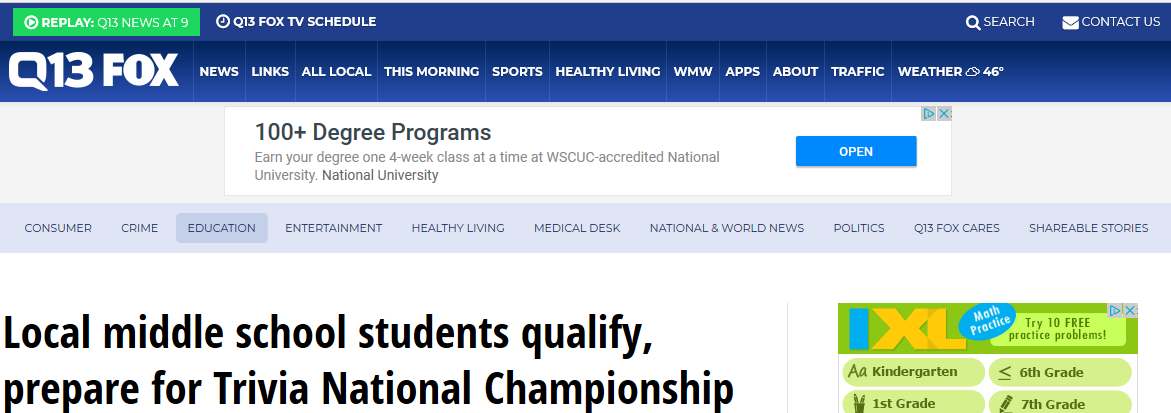 REPLAY: Q13 NEWS AT 9
Q13 FOX TV SCHEDULE
SEARCH
CONTACT US
Q13 FOX
NEWS
LINKS
ALL LOCAL
THIS MORNING
SPORTS
HEALTHY LIVING
WMW
APPS
ABOUT
TRAFFIC
WEATHER 46°
100+ Degree Programs
Earn your degree one 4-week class at a time at WSCUC-accredited National
University. National University
OPEN
CONSUMER
CRIME
EDUCATION
ENTERTAINMENT
HEALTHY LIVING
MEDICAL DESK
NATIONAL & WORLD NEWS
POLITICS
Q13 FOX CARES
SHAREABLE STORIES
Local middle school students qualify,
prepare for Trivia National Championship
IXL
Math
Practice
Try 10 FREE
practice problems!
Aa Kindergarten
≤ 6th Grade
1st Grade
7th Grade